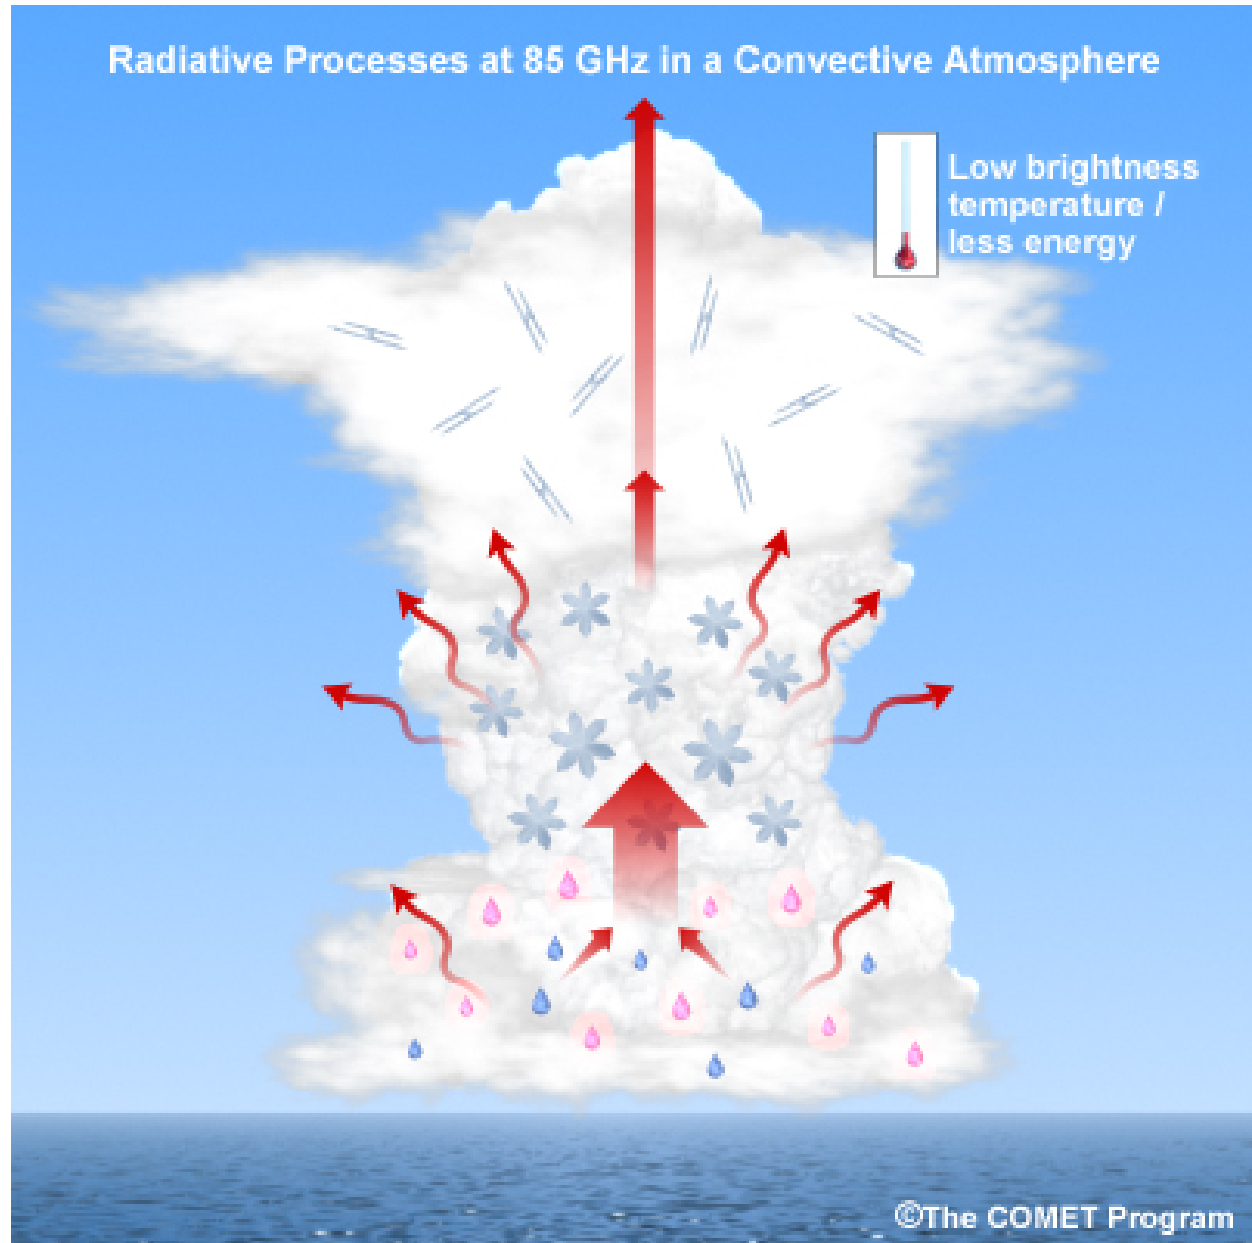 Radiative Processes at 85 GHz in a Convective Atmosphere
Low brightness
temperature /
less energy
©The COMET Program